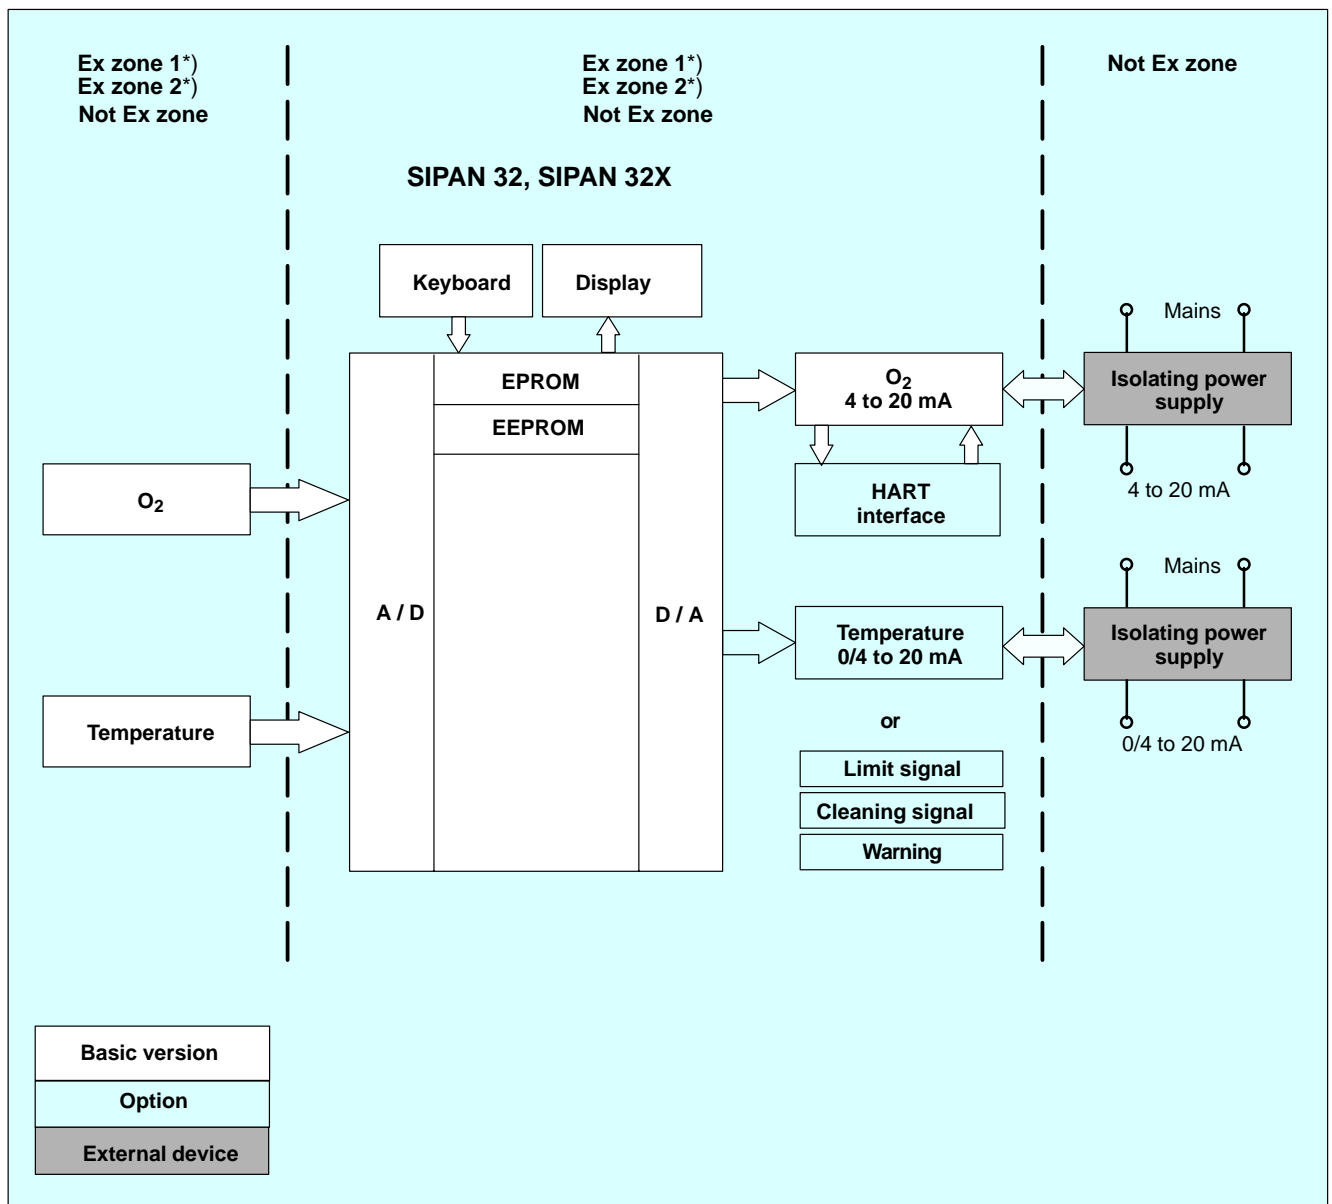 Ex zone 1*)
Ex zone 2*)
Not Ex zone
Ex zone 1*)
Ex zone 2*)
Not Ex zone
Not Ex zone
SIPAN 32, SIPAN 32X
Keyboard
Display
Mains
EPROM
EEPROM
O2
4 to 20 mA
Isolating power
supply
HART
interface
4 to 20 mA
O2
Mains
A / D
D / A
Temperature
0/4 to 20 mA
Isolating power
supply
Temperature
or
0/4 to 20 mA
Limit signal
Cleaning signal
Warning
Basic version
Option
External device